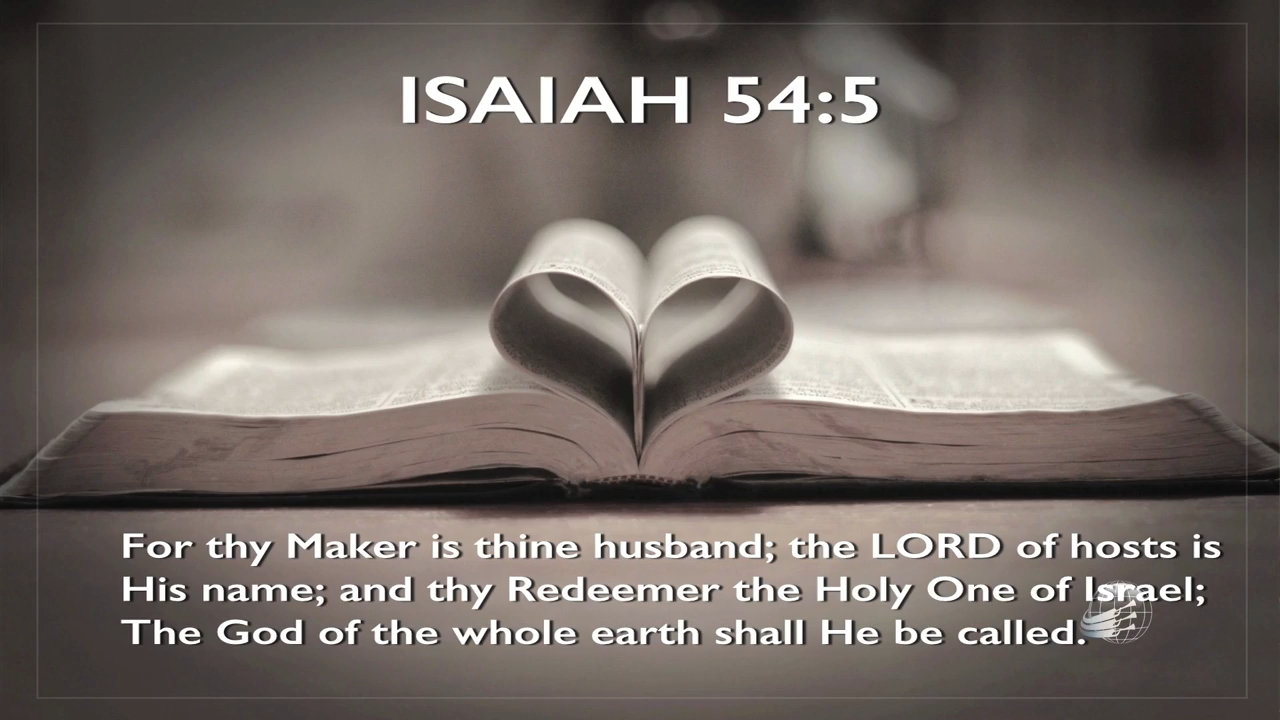 ISAIAH 54:5
For thy Maker is thine husband; the LORD of hosts is
His name; and thy Redeemer the Holy One of Israel;
The God of the whole earth shall He be called.